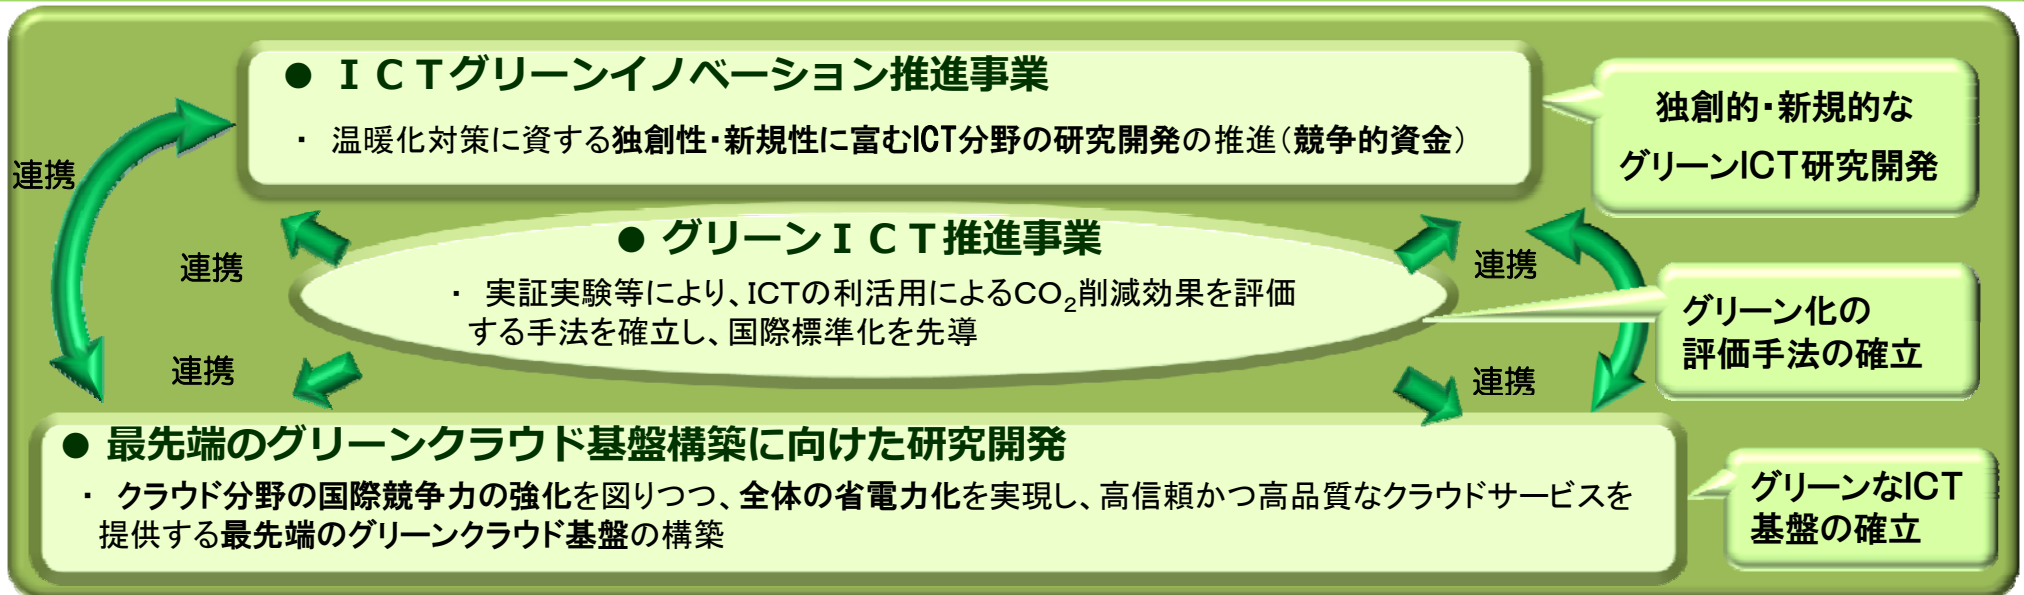 ● ＩＣＴグリーンイノベーション推進事業
・ 温暖化対策に資する独創性・新規性に富むICT分野の研究開発の推進（競争的資金）
独創的・新規的な
グリーンICT研究開発
連携
● グリーンＩＣＴ推進事業
・ 実証実験等により、ICTの利活用によるCO₂削減効果を評価
する手法を確立し、国際標準化を先導
連携
連携
グリーン化の
評価手法の確立
連携
連携
● 最先端のグリーンクラウド基盤構築に向けた研究開発
・ クラウド分野の国際競争力の強化を図りつつ、全体の省電力化を実現し、高信頼かつ高品質なクラウドサービスを
提供する最先端のグリーンクラウド基盤の構築
グリーンなICT
基盤の確立